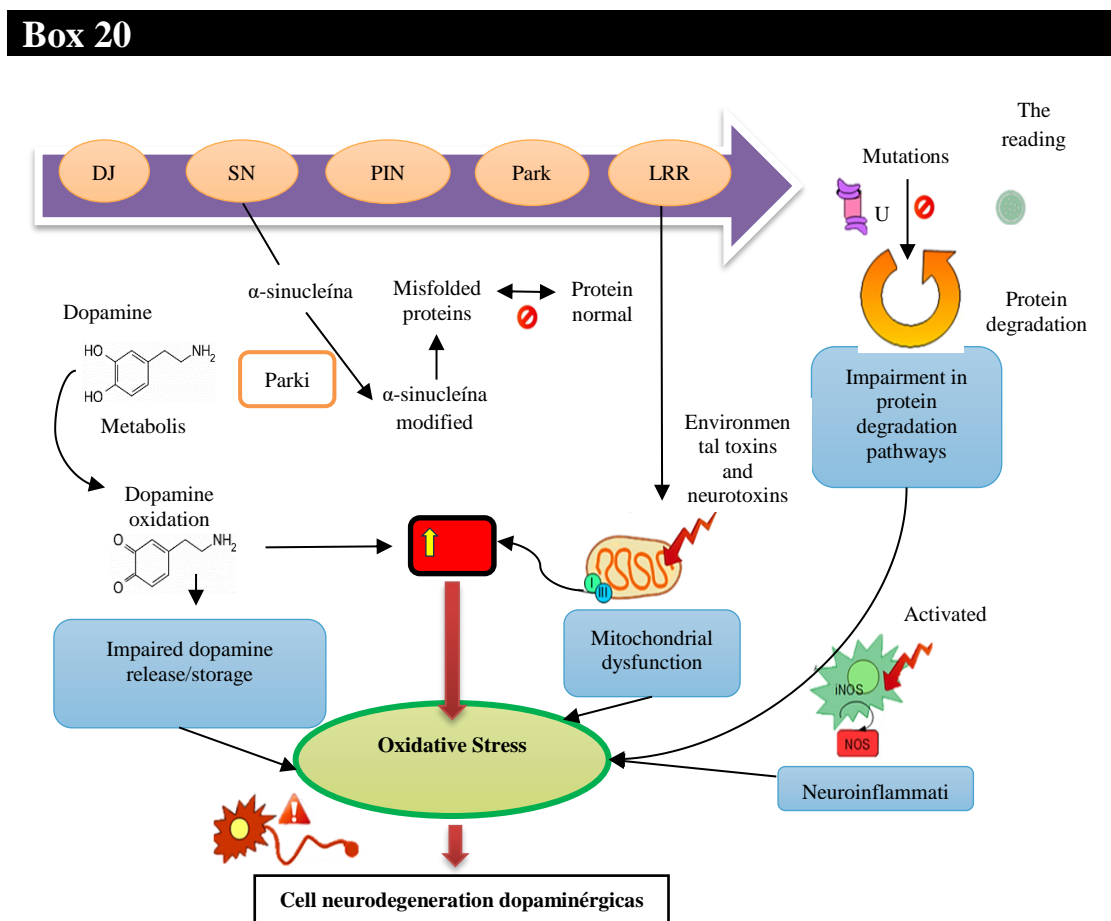 Box 20
DJ
SN
PIN
Park
LRR
The
reading
Mutations
U
Protein
degradation
α-sinucleína
Misfolded
proteins
Protein
normal
Dopamine
HO
HO
NH2
Metabolis
Parki
α-sinucleína
modified
Impairment in
protein
degradation
pathways
Environmen
tal toxins
and
neurotoxins
Dopamine
oxidation
O
O
NH2
I
III
Impaired dopamine
release/storage
Mitochondrial
dysfunction
Activated
iNOS
NOS
Oxidative Stress
Neuroinflammati
Cell neurodegeneration dopaminérgicas